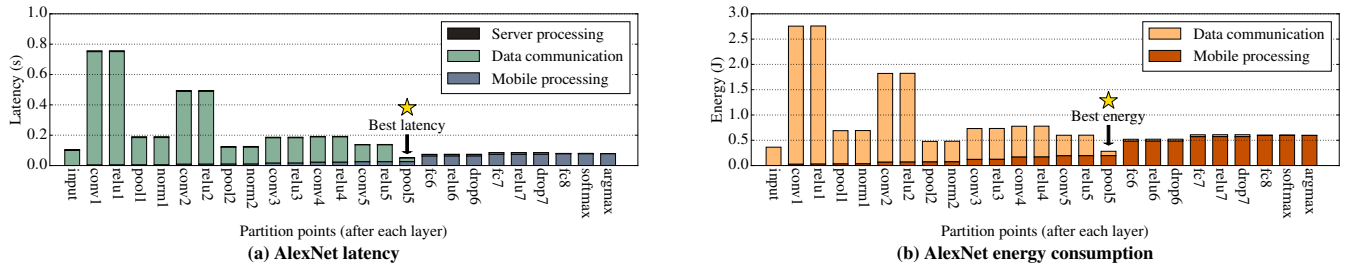 Latency (s)
1.0
0.8
0.6
0.4
0.2
0.0
Server processing
Data communication
Mobile processing
Best latency
input
conv1
relu1
pool1
norm1
conv2
relu2
pool2
norm2
conv3
relu3
conv4
relu4
conv5
relu5
pool5
fc6
relu6
drop6
fc7
relu7
drop7
fc8
softmax
argmax
Partition points (after each layer)
(a) AlexNet latency
Energy (J)
3.0
2.5
2.0
1.5
1.0
0.5
0.0
Data communication
Mobile processing
Best energy
input
conv1
relu1
pool1
norm1
conv2
relu2
pool2
norm2
conv3
relu3
conv4
relu4
conv5
relu5
pool5
fc6
relu6
drop6
fc7
relu7
drop7
fc8
softmax
argmax
Partition points (after each layer)
(b) AlexNet energy consumption